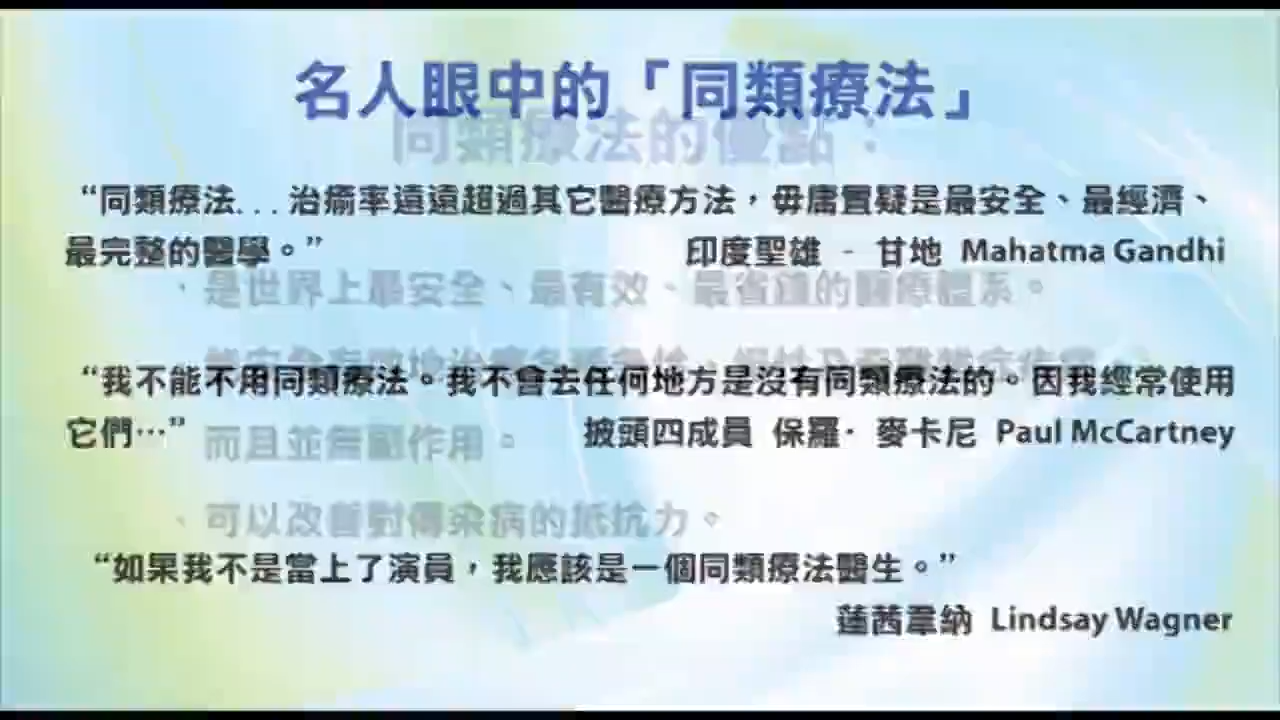 名人眼中的「同類療法」
同類療法的優點：
“同類療法...治癒率遠遠超過其它醫療方法，毋庸置疑是最安全、最經濟、
最完整的醫學。” 印度聖雄 - 甘地 Mahatma Gandhi
、是世界上最安全、最有效、最省錢的醫療體系。
“我不能不用同類療法。我不會去任何地方是沒有同類療法的。因我經常使用
它們…” 披頭四成員 保羅· 麥卡尼 Paul McCartney
而且並無副作用。
、可以改善對傳染病的抵抗力。
“如果我不是當上了演員，我應該是一個同類療法醫生。”
蓮茜韋納 Lindsay Wagner